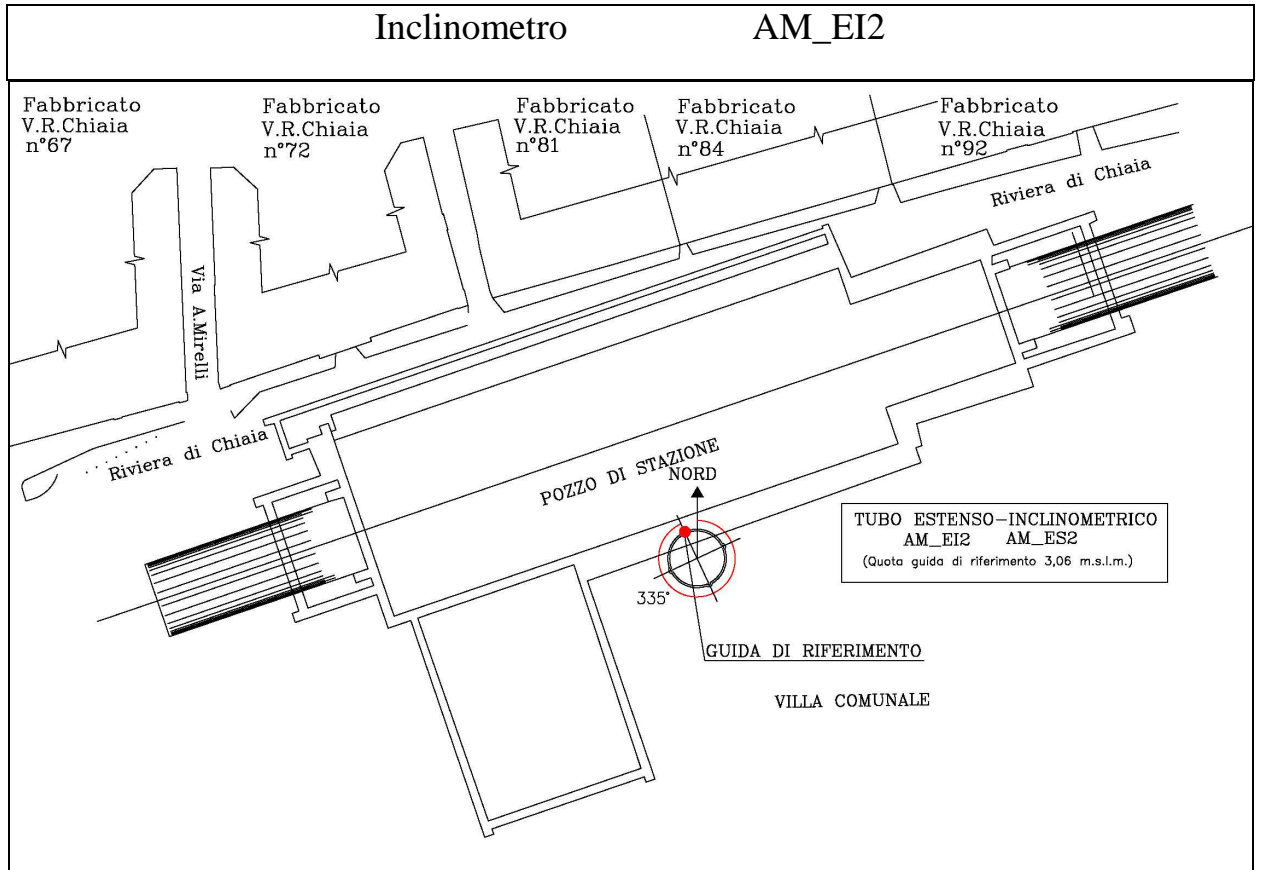 Inclinometro AM_EI2
Fabbricato
V.R.Chiaia
n°67
Fabbricato
V.R.Chiaia
n°72
Fabbricato
V.R.Chiaia
n°81
Fabbricato
V.R.Chiaia
n°84
Fabbricato
V.R.Chiaia
n°92
Riviera di Chiaia
Via A.Mirelli
Riviera di Chiaia
POZZO DI STAZIONE
NORD
TUBO ESTENSO-INCLINOMETRICO
AM_EI2 AM_ES2
(Quota guida di riferimento 3,06 m.s.l.m.)
335°
GUIDA DI RIFERIMENTO
VILLA COMUNALE